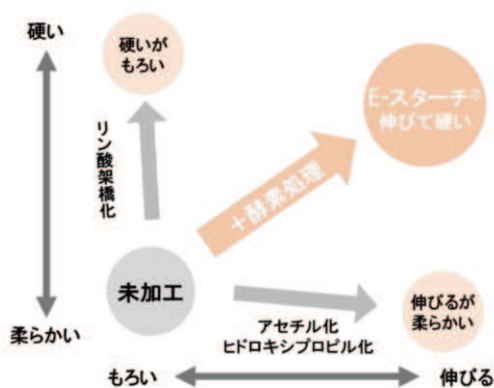 硬い
硬いが
もろい
E-スターチ®
伸びて硬い
リン酸架橋化
+酵素処理
未加工
伸びるが
柔らかい
アセチル化
ヒドロキシプロピル化
柔らかい
もろい
伸びる